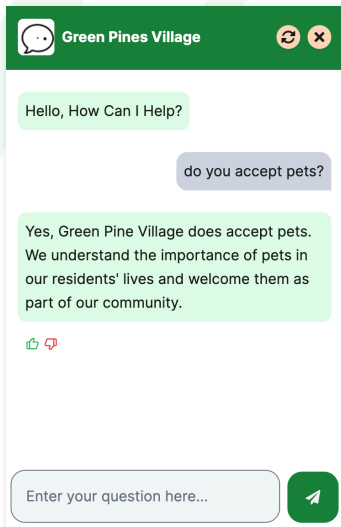 Green Pines Village
Hello, How Can I Help?
do you accept pets?
Yes, Green Pine Village does accept pets.
We understand the importance of pets in
our residents' lives and welcome them as
part of our community.
Enter your question here...